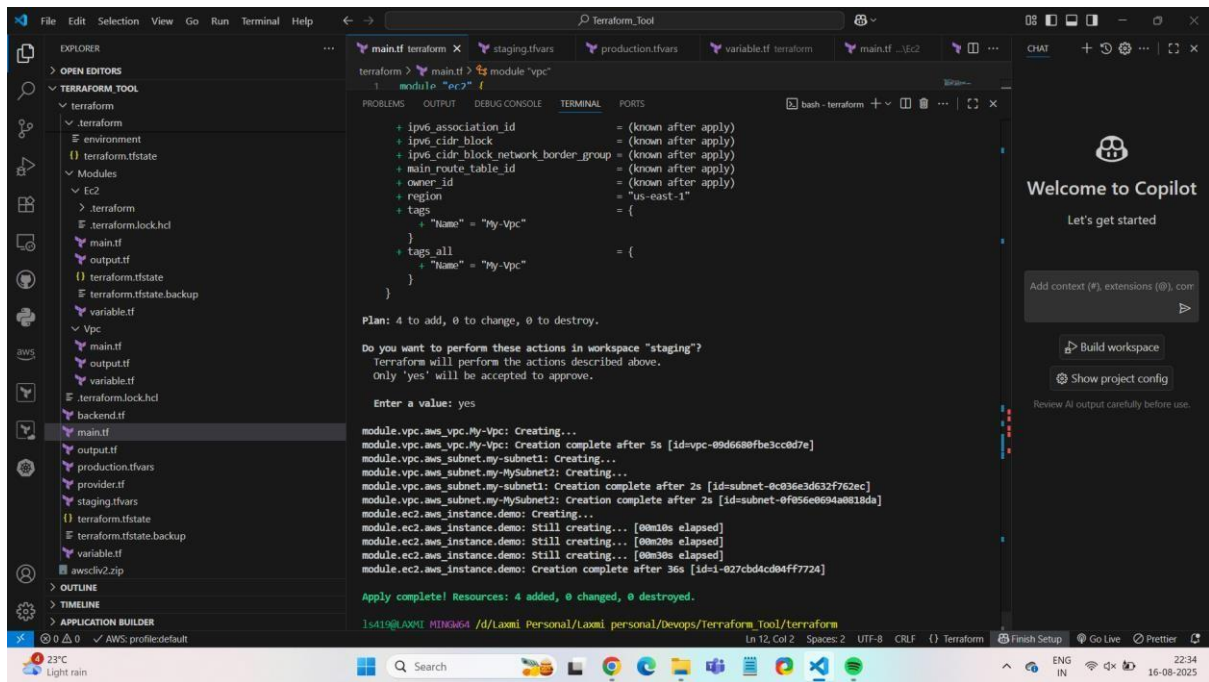 File Edit Selection View Go Run Terminal Help
Terraform_Tool
EXPLORER
OPEN EDITORS
TERRAFORM_TOOL
terraform
.terraform
environment
terraform.tfstate
Modules
Ec2
.terraform
.terraform.lock.hcl
main.tf
output.tf
terraform.tfstate
terraform.tfstate.backup
variable.tf
Vpc
main.tf
output.tf
variable.tf
.terraform.lock.hcl
backend.tf
main.tf
output.tf
production.tfvars
provider.tf
staging.tfvars
terraform.tfstate
terraform.tfstate.backup
variable.tf
awscliv2.zip
OUTLINE
TIMELINE
APPLICATION BUILDER
aws
main.tf terraform staging.tfvars production.tfvars variable.tf terraform main.tf ...\Ec2
terraform > main.tf > module "vpc"
1 module "ec2" {
PROBLEMS OUTPUT DEBUG CONSOLE TERMINAL PORTS bash - terraform
+ ipv6_association_id = (known after apply)
+ ipv6_cidr_block = (known after apply)
+ ipv6_cidr_block_network_border_group = (known after apply)
+ main_route_table_id = (known after apply)
+ owner_id = (known after apply)
+ region = "us-east-1"
+ tags = {
+ "Name" = "My-Vpc"
}
+ tags_all = {
+ "Name" = "My-Vpc"
}
}
Plan: 4 to add, 0 to change, 0 to destroy.
Do you want to perform these actions in workspace "staging"?
Terraform will perform the actions described above.
Only 'yes' will be accepted to approve.
Enter a value: yes
module.vpc.aws_vpc.My-Vpc: Creating...
module.vpc.aws_vpc.My-Vpc: Creation complete after 5s [id=vpc-09d6680fbe3cc0d7e]
module.vpc.aws_subnet.my-subnet1: Creating...
module.vpc.aws_subnet.my-MySubnet2: Creating...
module.vpc.aws_subnet.my-subnet1: Creation complete after 2s [id=subnet-0c036e3d632f762ec]
module.vpc.aws_subnet.my-MySubnet2: Creation complete after 2s [id=subnet-0f056e0694a0818da]
module.ec2.aws_instance.demo: Creating...
module.ec2.aws_instance.demo: Still creating... [00m10s elapsed]
module.ec2.aws_instance.demo: Still creating... [00m20s elapsed]
module.ec2.aws_instance.demo: Still creating... [00m30s elapsed]
module.ec2.aws_instance.demo: Creation complete after 36s [id=i-027cbd4cd04ff7724]
Apply complete! Resources: 4 added, 0 changed, 0 destroyed.
ls419@LAXMI MINGW64 /d/Laxmi Personal/Laxmi personal/Devops/Terraform_Tool/terraform
CHAT
Welcome to Copilot
Let's get started
Add context (#), extensions (@), com
Build workspace
Show project config
Review AI output carefully before use.
0 0 AWS: profile:default Ln 12, Col 2 Spaces: 2 UTF-8 CRLF {} Terraform Finish Setup Go Live Prettier
23°C
Light rain
Search
ENG
IN
22:34
16-08-2025